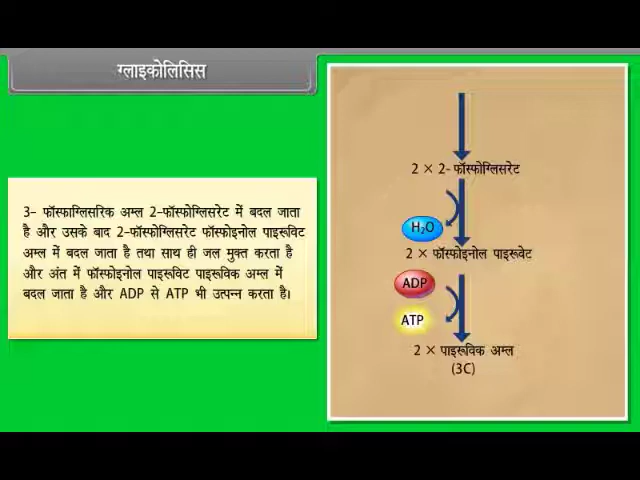 ग्लाइकोलिसिस
3- फॉस्फाग्लिसरिक अम्ल 2-फॉस्फोग्लिसरेट में बदल जाता
है और उसके बाद 2-फॉस्फोग्लिसरेट फॉस्फोइनोल पाइरूविट
अम्ल में बदल जाता है तथा साथ ही जल मुक्त करता है
और अंत में फॉस्फोइनोल पाइरूविट पाइरूविक अम्ल में
बदल जाता है और ADP से ATP भी उत्पन्न करता है।
2 × 2- फॉस्फोग्लिसरेट
H₂O
2 × फॉस्फोइनोल पाइरूवेट
ADP
ATP
2 × पाइरूविक अम्ल
(3C)